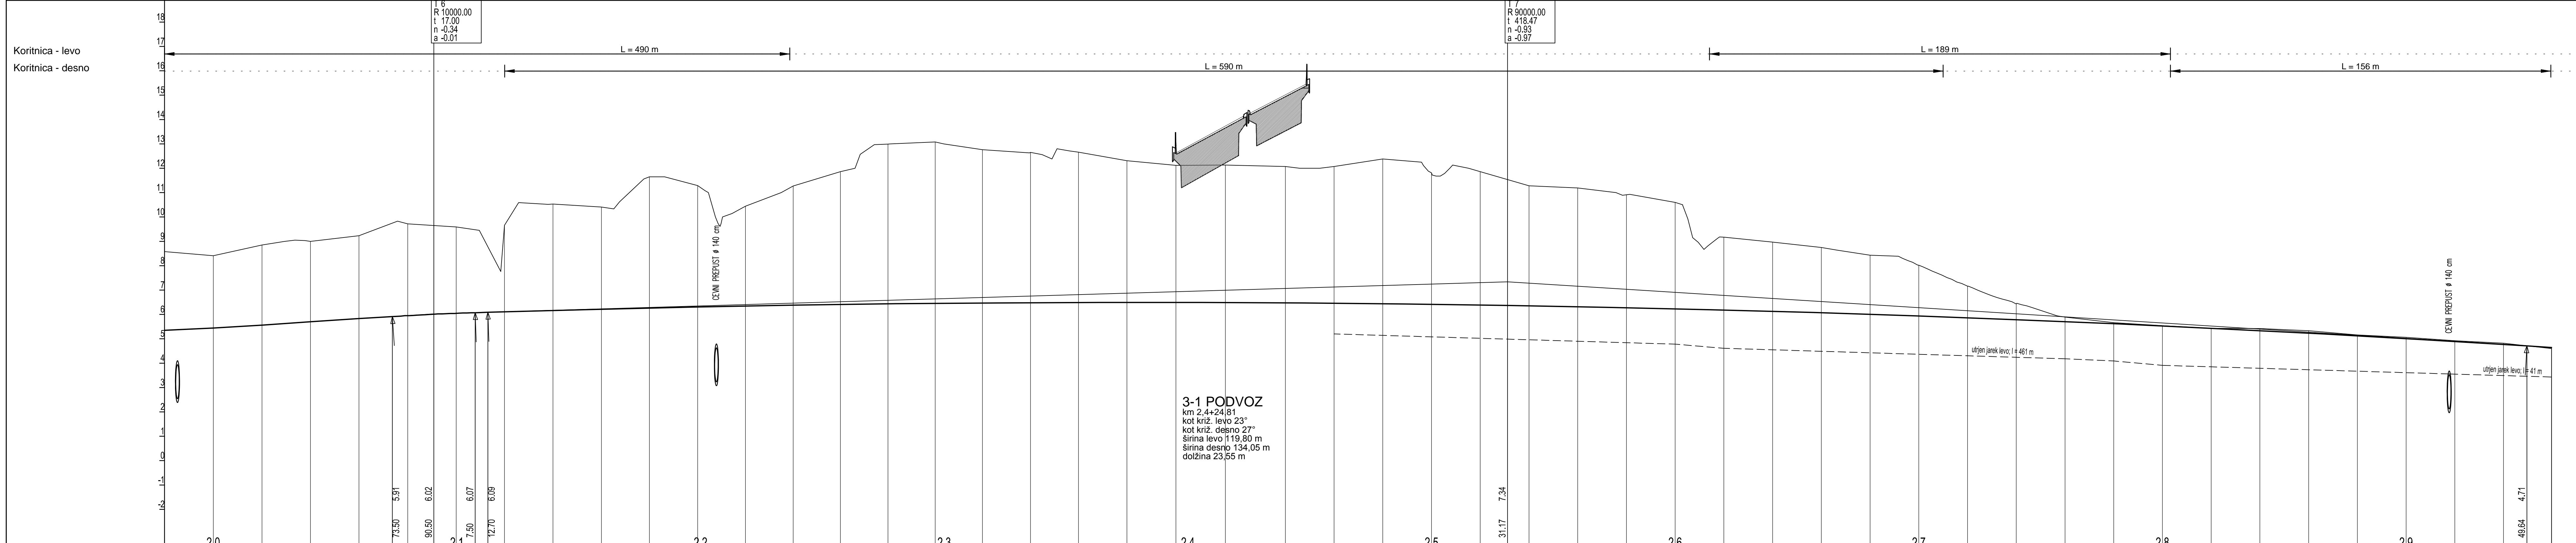 T 6
R 10000.00
t 17.00
n -0.34
a -0.01
T 7
R 90000.00
t 418.47
n -0.93
a -0.97
Koritnica - levo
L = 490 m
L = 189 m
Koritnica - desno
L = 590 m
L = 156 m
18
17
16
15
14
13
12
11
10
9
8
7
6
5
4
3
2
1
0
-1
-2
CEVNI PREPUST ø 140 cm
CEVNI PREPUST ø 140 cm
utrjen jarek levo; l = 461 m
utrjen jarek levo; l = 41 m
3-1 PODVOZ
km 2,4+24,81
kot križ. levo 23°
kot križ. desno 27°
širina levo 119,80 m
širina desno 134,05 m
dolžina 23,55 m
73.50 5.91
90.50 6.02
7.50 6.07
12.70 6.09
31.17 7.34
49.64 4.71
2.0
2.1
2.2
2.3
2.4
2.5
2.6
2.7
2.8
2.9